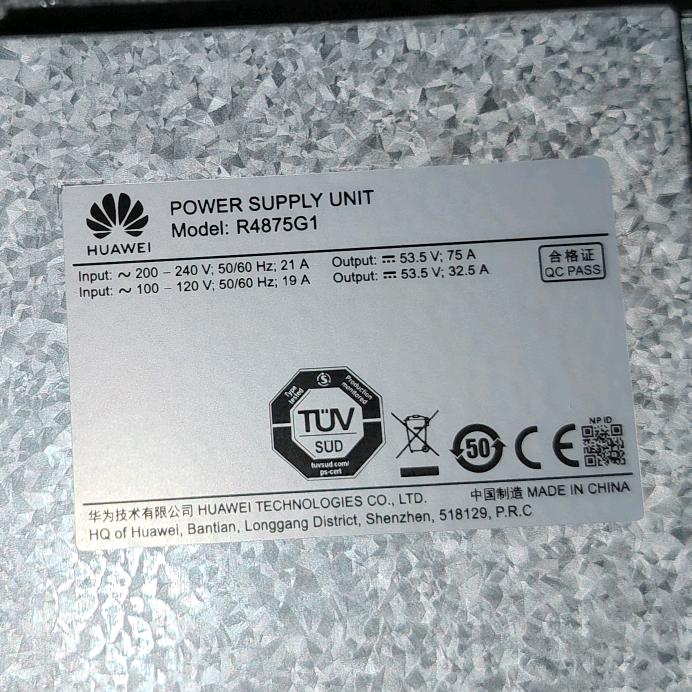 HUAWEI
POWER SUPPLY UNIT
Model: R4875G1
Input: ~ 200 – 240 V; 50/60 Hz; 21 A
Output: ⎓ 53.5 V; 75 A
Input: ~ 100 – 120 V; 50/60 Hz; 19 A
Output: ⎓ 53.5 V; 32.5 A
合格证
QC PASS
Type tested
Production monitored
TÜV
SÜD
tuvsud.com/
ps-cert
50
CE
NP ID
华为技术有限公司 HUAWEI TECHNOLOGIES CO., LTD.
中国制造 MADE IN CHINA
HQ of Huawei, Bantian, Longgang District, Shenzhen, 518129, P.R.C